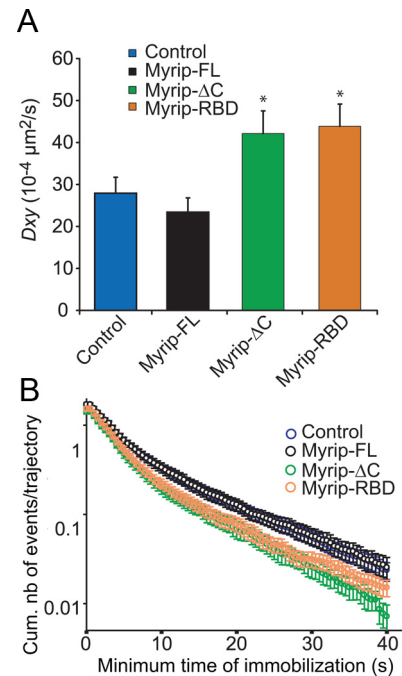 A
Dxy (10⁻⁴ µm²/s)
60
50
40
30
20
10
0
Control
Myrip-FL
Myrip-ΔC
Myrip-RBD
*
*
Control
Myrip-FL
Myrip-ΔC
Myrip-RBD
B
Cum. nb of events/trajectory
1
0.1
0.01
Control
Myrip-FL
Myrip-ΔC
Myrip-RBD
0
10
20
30
40
Minimum time of immobilization (s)